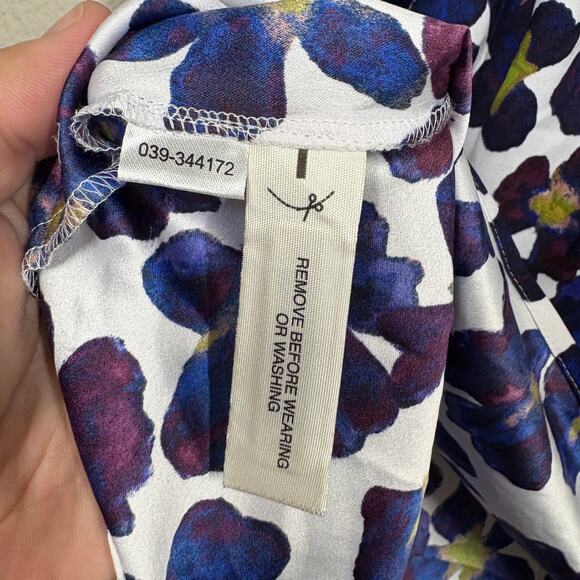 039-344172
REMOVE BEFORE WEARING
OR WASHING